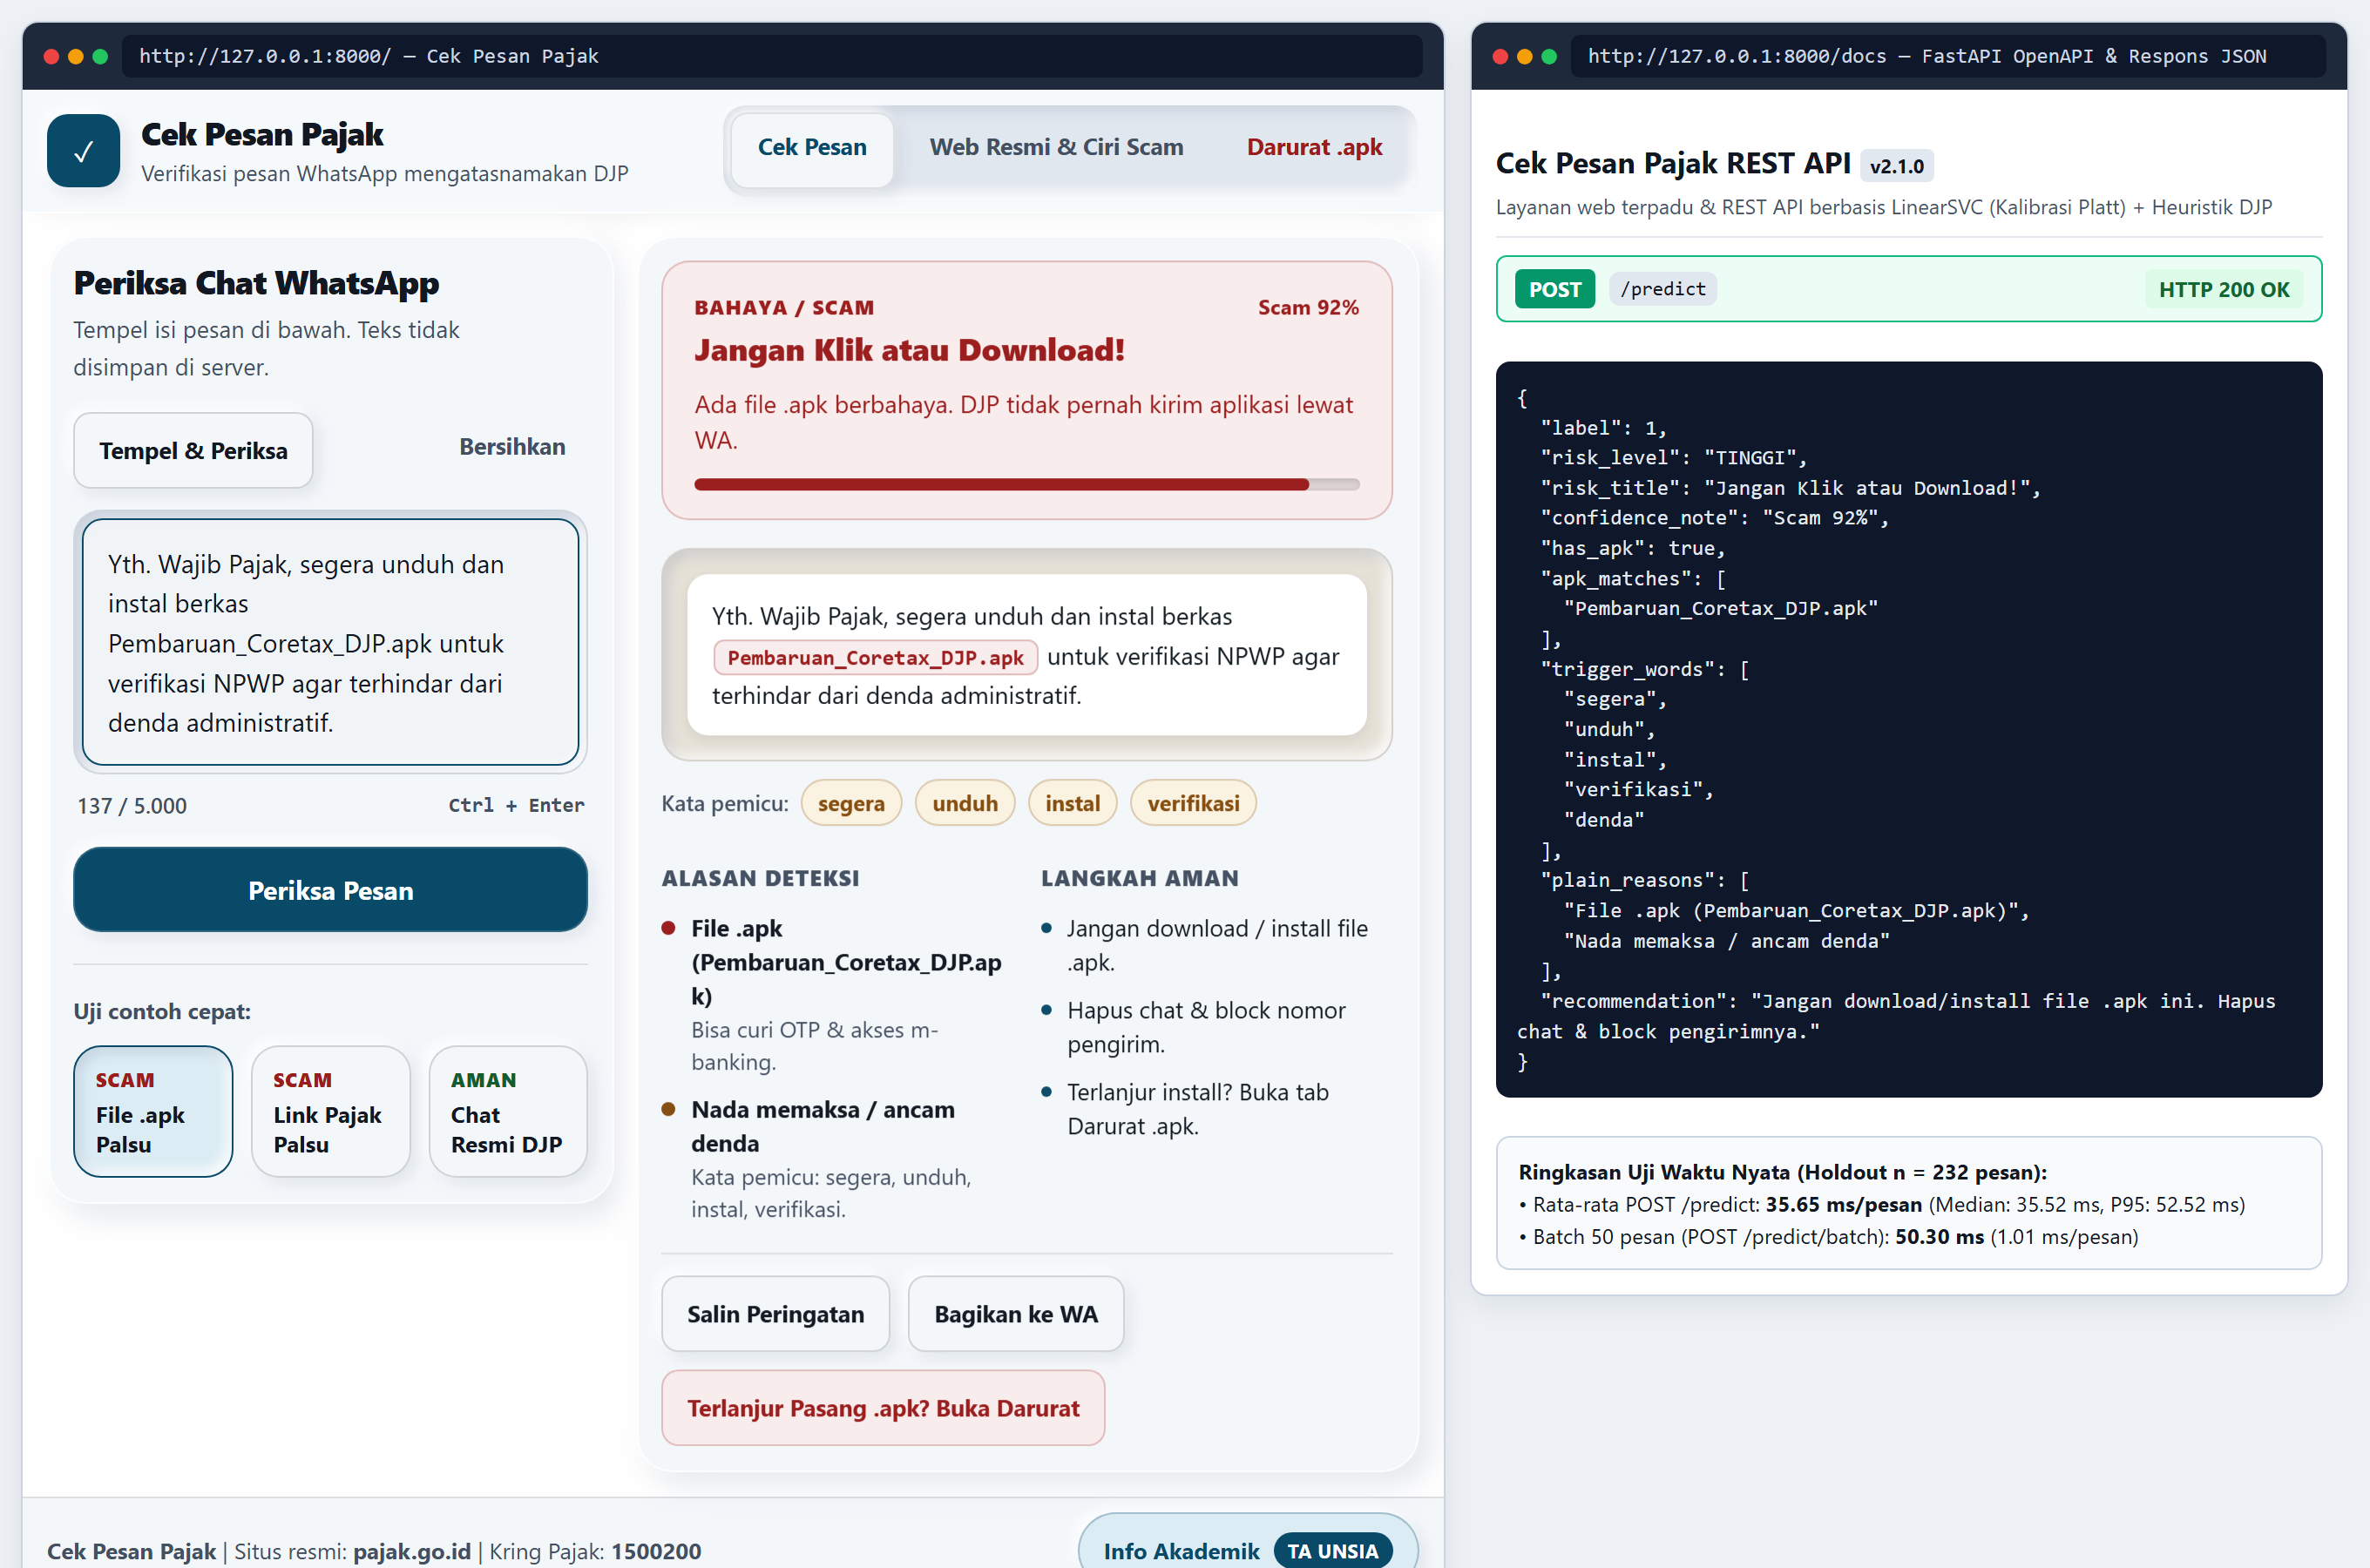 http://127.0.0.1:8000/ — Cek Pesan Pajak
✓
Cek Pesan Pajak
Verifikasi pesan WhatsApp mengatasnamakan DJP
Cek Pesan
Web Resmi & Ciri Scam
Darurat .apk
Periksa Chat WhatsApp
Tempel isi pesan di bawah. Teks tidak
disimpan di server.
Tempel & Periksa
Bersihkan
Yth. Wajib Pajak, segera unduh dan
instal berkas
Pembaruan_Coretax_DJP.apk untuk
verifikasi NPWP agar terhindar dari
denda administratif.
137 / 5.000
Ctrl + Enter
Periksa Pesan
Uji contoh cepat:
SCAM
File .apk
Palsu
SCAM
Link Pajak
Palsu
AMAN
Chat
Resmi DJP
BAHAYA / SCAM
Scam 92%
Jangan Klik atau Download!
Ada file .apk berbahaya. DJP tidak pernah kirim aplikasi lewat
WA.
Yth. Wajib Pajak, segera unduh dan instal berkas
Pembaruan_Coretax_DJP.apk untuk verifikasi NPWP agar
terhindar dari denda administratif.
Kata pemicu: segera unduh instal verifikasi
ALASAN DETEKSI
File .apk
(Pembaruan_Coretax_DJP.ap
k)
Bisa curi OTP & akses m-
banking.
Nada memaksa / ancam
denda
Kata pemicu: segera, unduh,
instal, verifikasi.
LANGKAH AMAN
Jangan download / install file
.apk.
Hapus chat & block nomor
pengirim.
Terlanjur install? Buka tab
Darurat .apk.
Salin Peringatan
Bagikan ke WA
Terlanjur Pasang .apk? Buka Darurat
Cek Pesan Pajak | Situs resmi: pajak.go.id | Kring Pajak: 1500200
Info Akademik TA UNSIA
http://127.0.0.1:8000/docs — FastAPI OpenAPI & Respons JSON
Cek Pesan Pajak REST API v2.1.0
Layanan web terpadu & REST API berbasis LinearSVC (Kalibrasi Platt) + Heuristik DJP
POST /predict HTTP 200 OK
{
"label": 1,
"risk_level": "TINGGI",
"risk_title": "Jangan Klik atau Download!",
"confidence_note": "Scam 92%",
"has_apk": true,
"apk_matches": [
"Pembaruan_Coretax_DJP.apk"
],
"trigger_words": [
"segera",
"unduh",
"instal",
"verifikasi",
"denda"
],
"plain_reasons": [
"File .apk (Pembaruan_Coretax_DJP.apk)",
"Nada memaksa / ancam denda"
],
"recommendation": "Jangan download/install file .apk ini. Hapus
chat & block pengirimnya."
}
Ringkasan Uji Waktu Nyata (Holdout n = 232 pesan):
• Rata-rata POST /predict: 35.65 ms/pesan (Median: 35.52 ms, P95: 52.52 ms)
• Batch 50 pesan (POST /predict/batch): 50.30 ms (1.01 ms/pesan)